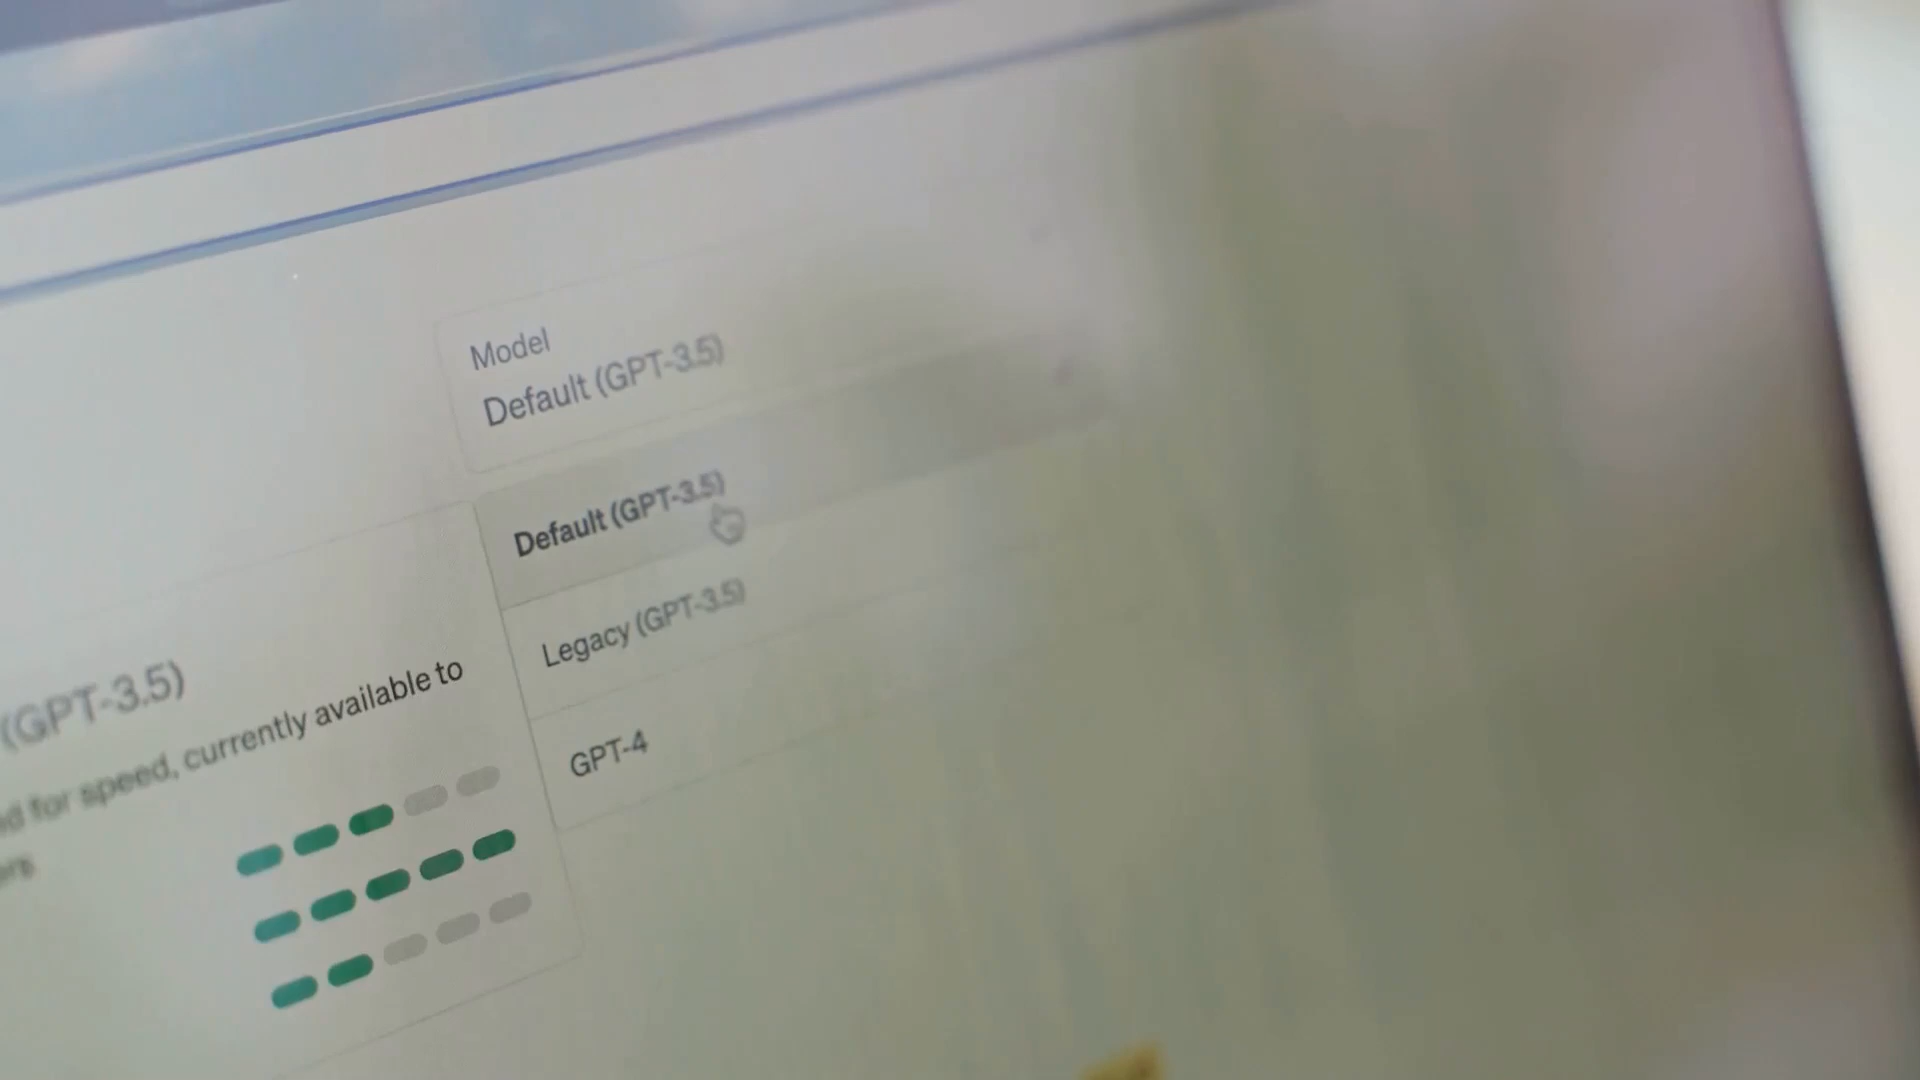 Model
Default (GPT-3.5)
Default (GPT-3.5)
Legacy (GPT-3.5)
GPT-4
(GPT-3.5)
for speed, currently available to